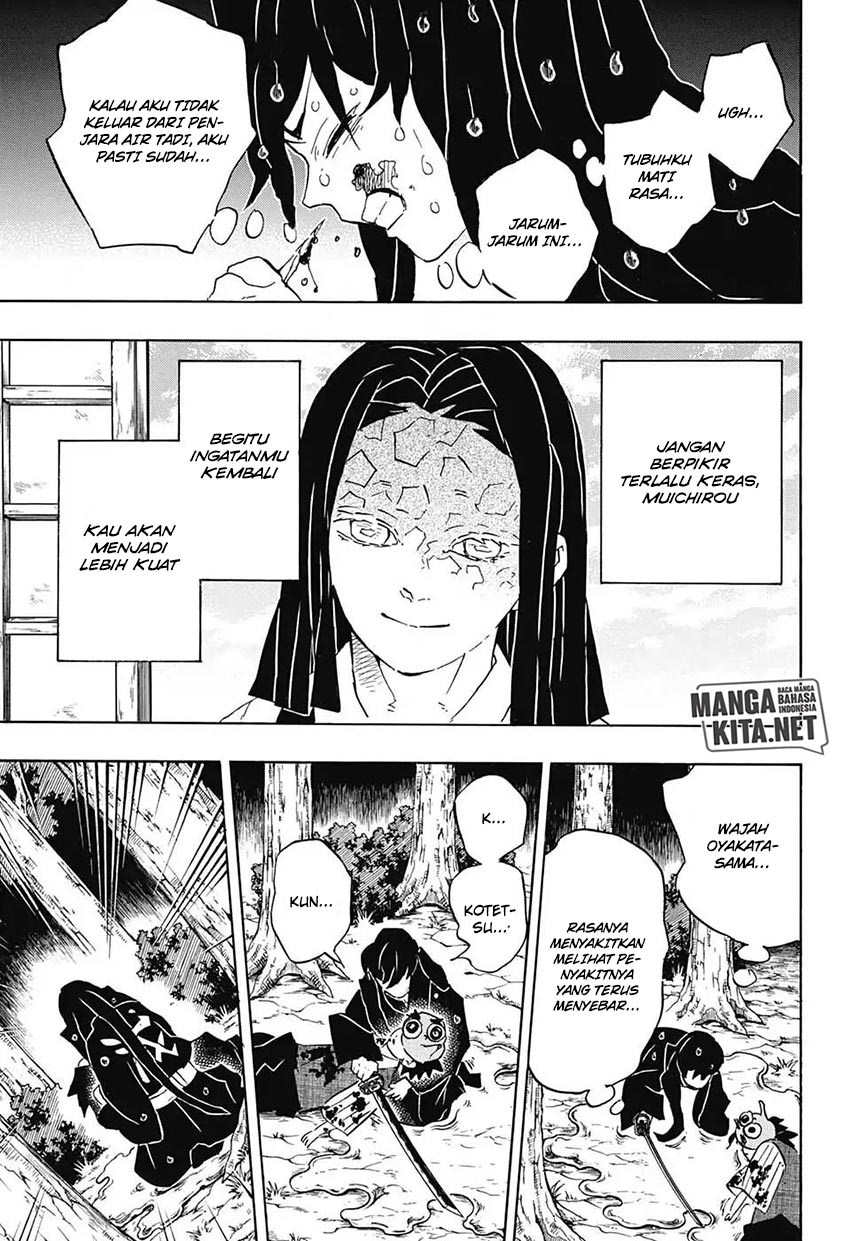 UGH...
TUBUHKU
MATI
RASA...
JARUM-
JARUM INI...
KALAU AKU TIDAK
KELUAR DARI PEN-
JARA AIR TADI, AKU
PASTI SUDAH...
JANGAN
BERPIKIR
TERLALU KERAS,
MUICHIROU
BEGITU
INGATANMU
KEMBALI
KAU AKAN
MENJADI
LEBIH KUAT
MANGA
KITA.NET
BACA MANGA
BAHASA
INDONESIA
WAJAH
OYAKATA-
SAMA...
RASANYA
MENYAKITKAN
MELIHAT PE-
NYAKITNYA
YANG TERUS
MENYEBAR...
K...
KOTET-
SU...
KUN...